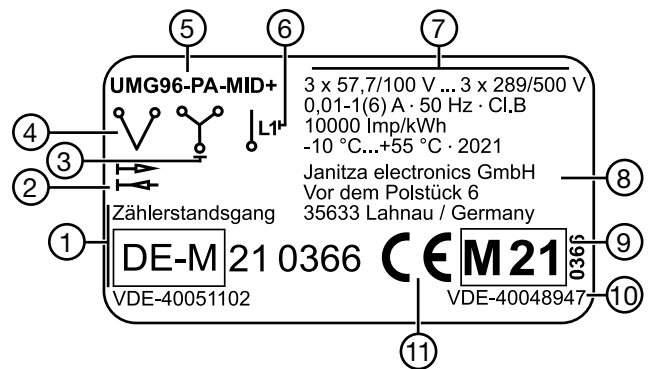 5
6
7
UMG96-PA-MID+
3 x 57,7/100 V ... 3 x 289/500 V
0,01-1(6) A · 50 Hz · Cl.B
10000 Imp/kWh
-10 °C...+55 °C · 2021
L1
4
3
2
Janitza electronics GmbH
Vor dem Polstück 6
35633 Lahnau / Germany
8
Zählerstandsgang
1
DE-M 21 0366 CE M 21 0366
9
VDE-40051102
VDE-40048947
10
11